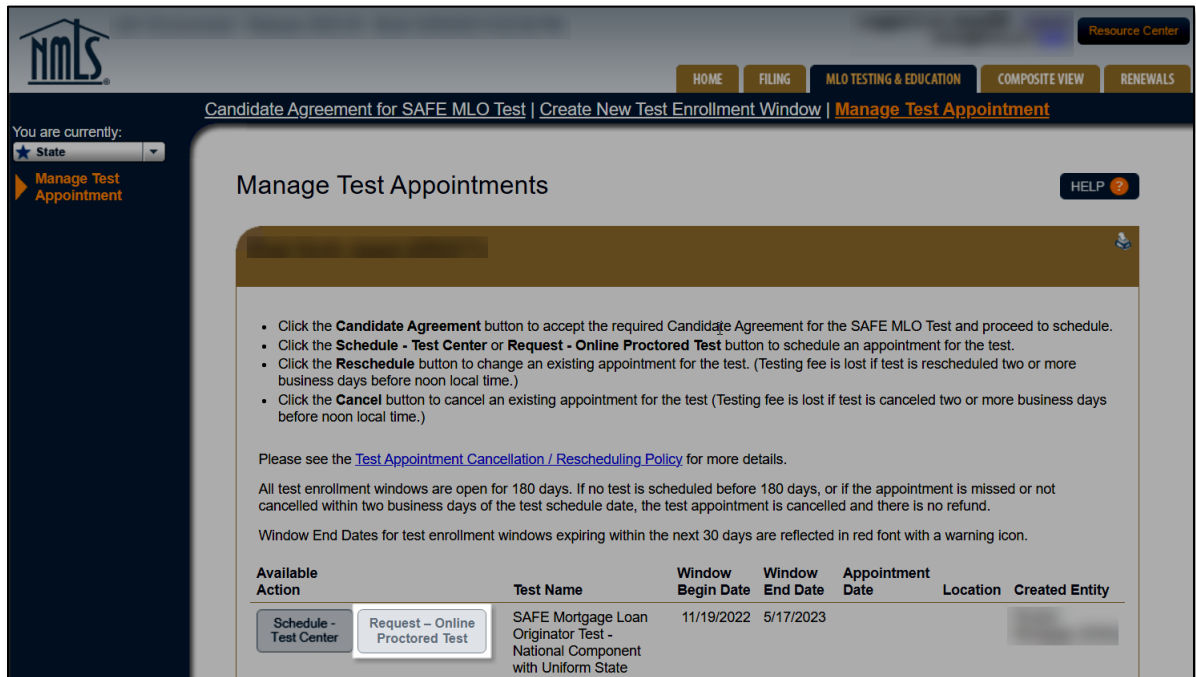 NMLS
Resource Center
HOME
FILING
MLO TESTING & EDUCATION
COMPOSITE VIEW
RENEWALS
Candidate Agreement for SAFE MLO Test | Create New Test Enrollment Window | Manage Test Appointment
You are currently:
State
Manage Test
Appointment
Manage Test Appointments
HELP ?
• Click the Candidate Agreement button to accept the required Candidate Agreement for the SAFE MLO Test and proceed to schedule.
• Click the Schedule - Test Center or Request - Online Proctored Test button to schedule an appointment for the test.
• Click the Reschedule button to change an existing appointment for the test. (Testing fee is lost if test is rescheduled two or more
business days before noon local time.)
• Click the Cancel button to cancel an existing appointment for the test (Testing fee is lost if test is canceled two or more business days
before noon local time.)
Please see the Test Appointment Cancellation / Rescheduling Policy for more details.
All test enrollment windows are open for 180 days. If no test is scheduled before 180 days, or if the appointment is missed or not
cancelled within two business days of the test schedule date, the test appointment is cancelled and there is no refund.
Window End Dates for test enrollment windows expiring within the next 30 days are reflected in red font with a warning icon.
Available
Action
Test Name
Window
Begin Date
Window
End Date
Appointment
Date
Location
Created Entity
Schedule -
Test Center
Request – Online
Proctored Test
SAFE Mortgage Loan
Originator Test -
National Component
with Uniform State
11/19/2022
5/17/2023